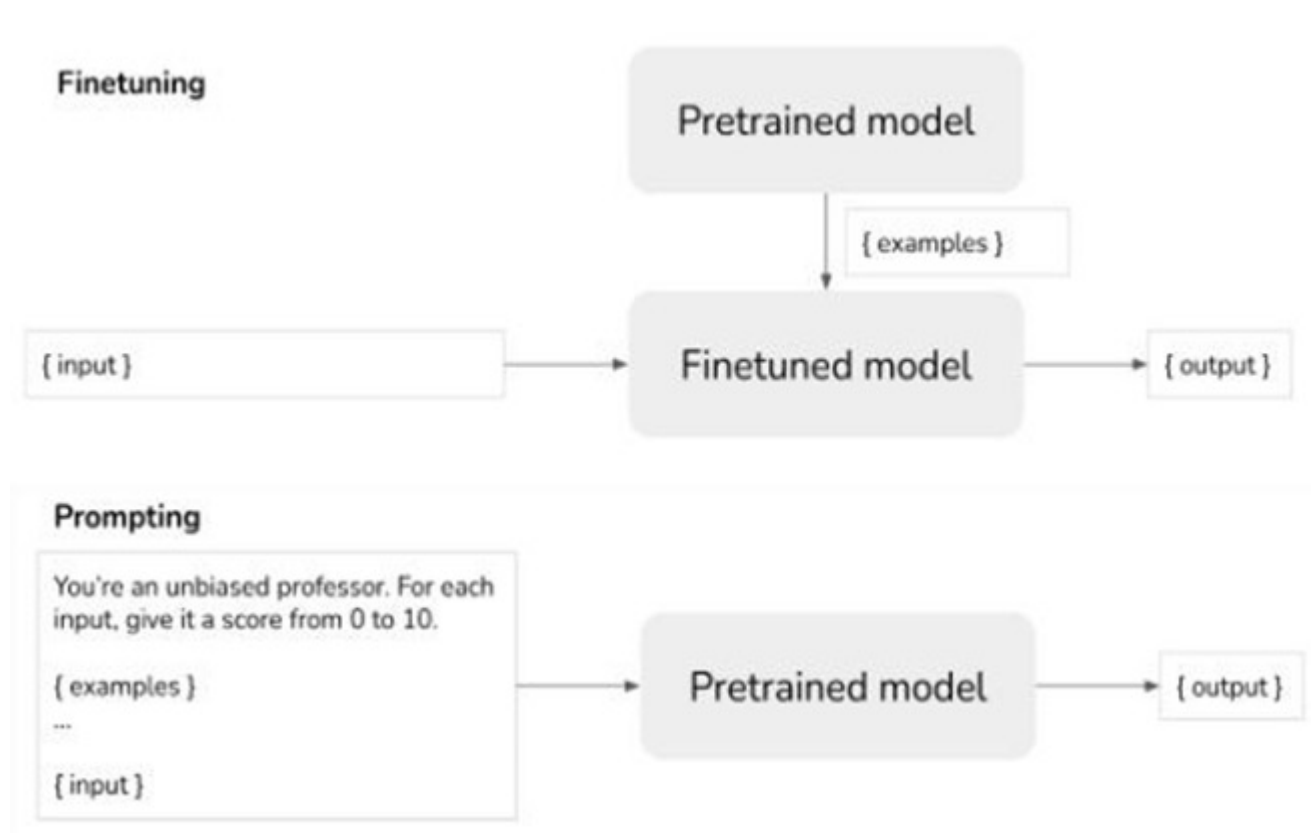 Finetuning
Pretrained model
{ examples }
{ input }
Finetuned model
{ output }
Prompting
You're an unbiased professor. For each
input, give it a score from 0 to 10.
{ examples }
...
{ input }
Pretrained model
{ output }